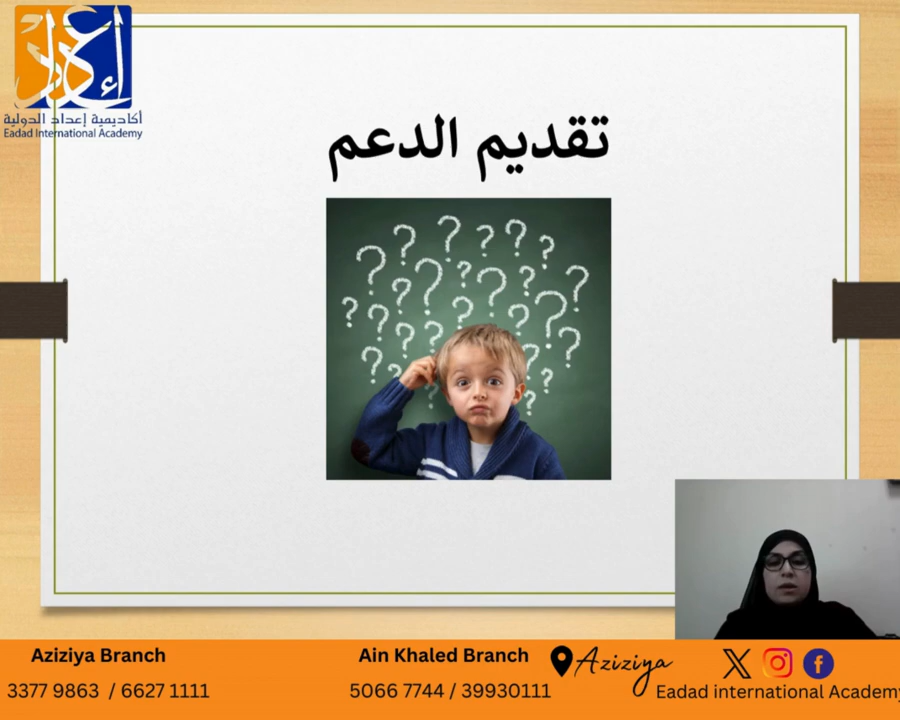 إعداد
أكاديمية إعداد الدولية
Eadad International Academy
تقديم الدعم
? ? ? ? ? ? ? ? ? ? ? ? ? ? ? ? ? ? ? ? ? ? ? ?
Aziziya Branch
3377 9863 / 6627 1111
Ain Khaled Branch
5066 7744 / 39930111
Aziziya
Eadad international Academy